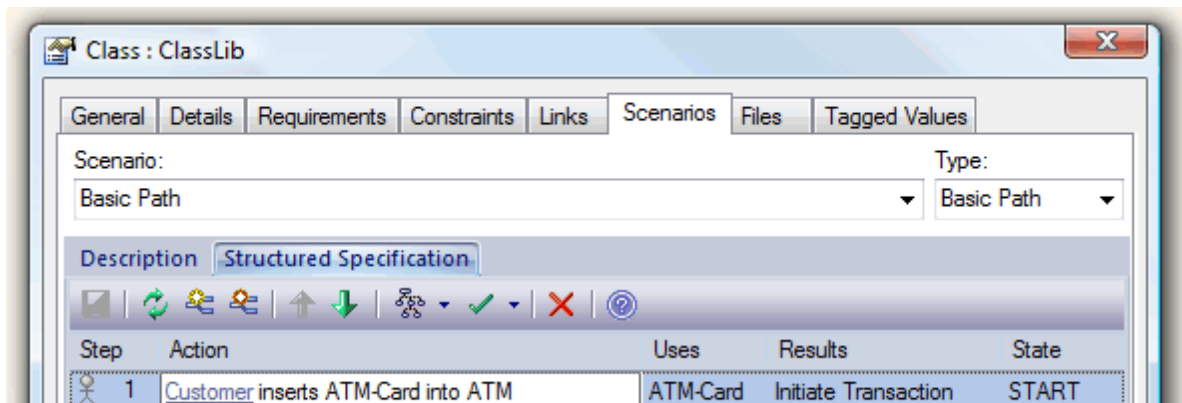 Class : ClassLib
General Details Requirements Constraints Links Scenarios Files Tagged Values
Scenario: Type:
Basic Path Basic Path
Description Structured Specification
Step Action Uses Results State
1 Customer inserts ATM-Card into ATM ATM-Card Initiate Transaction START